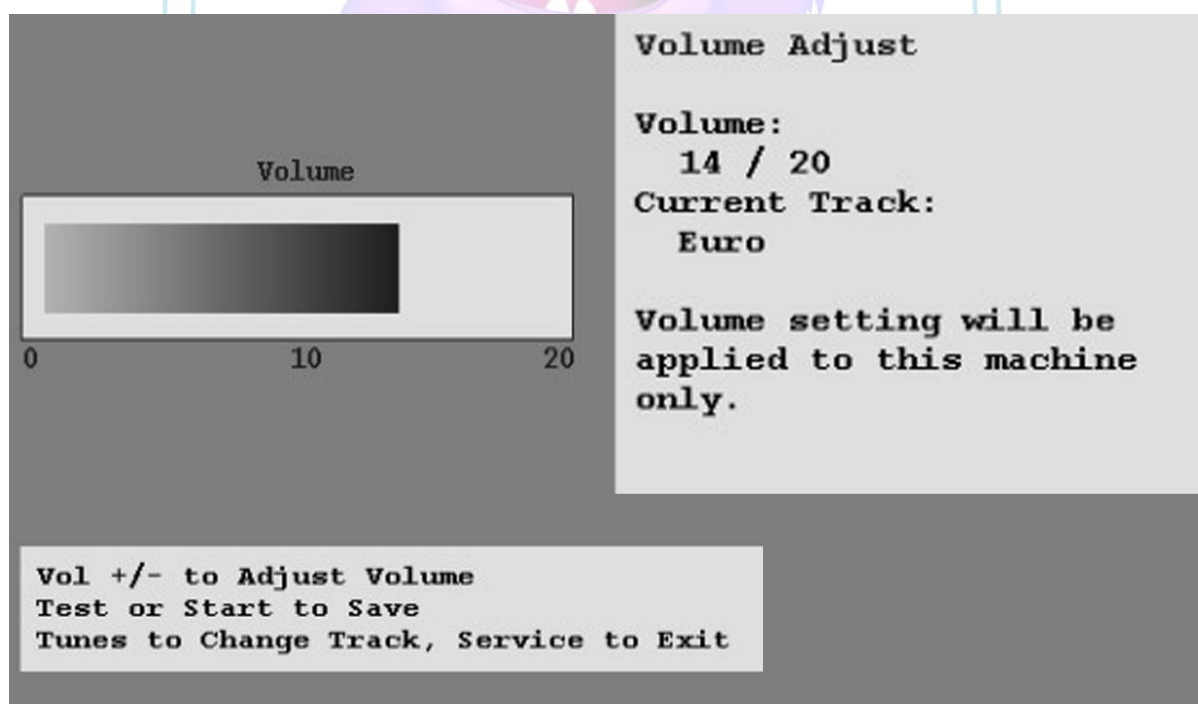 Volume Adjust
Volume:
14 / 20
Current Track:
Euro
Volume setting will be
applied to this machine
only.
Volume
0 10 20
Vol +/- to Adjust Volume
Test or Start to Save
Tunes to Change Track, Service to Exit